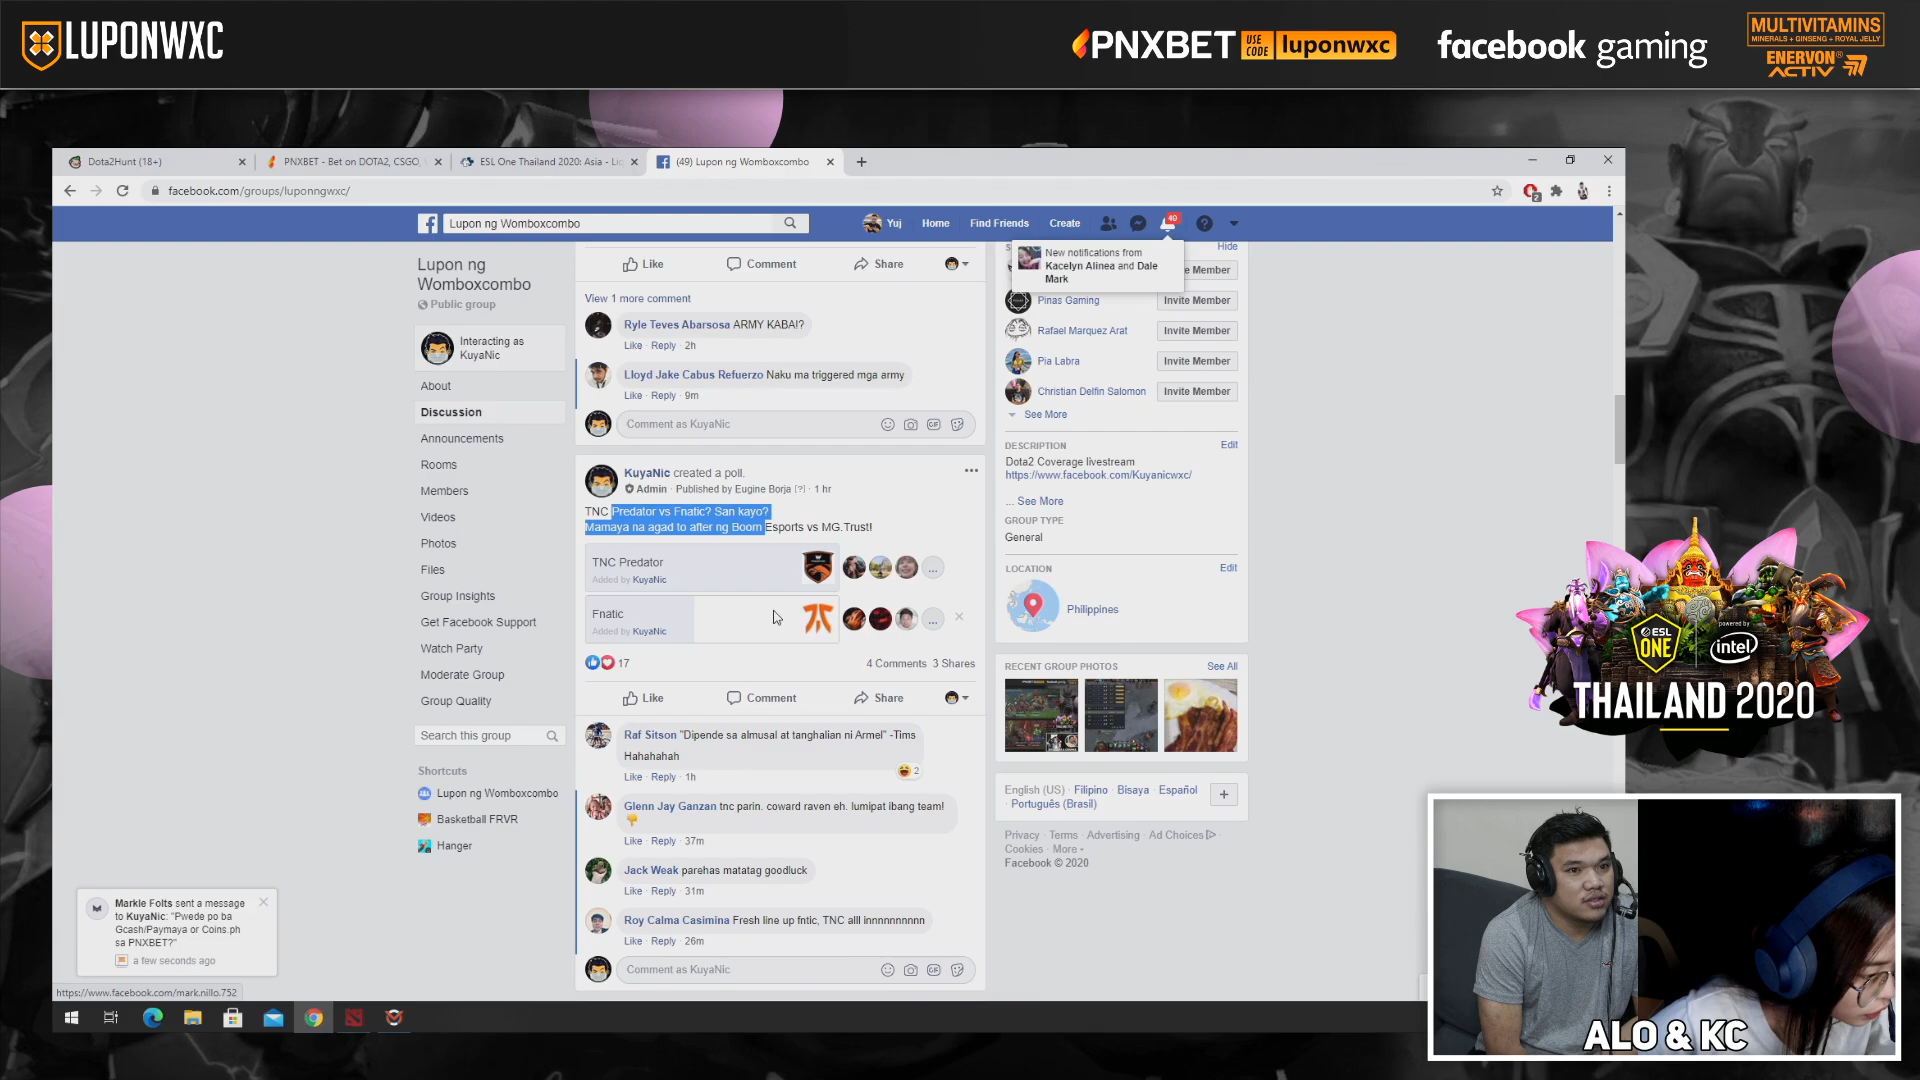 LUPONWXC
PNXBET USE CODE luponwxc
facebook gaming
MULTIVITAMINS
MINERALS + GINSENG + ROYAL JELLY
ENERVON®
ACTIV
Dota2Hunt (18+)
PNXBET - Bet on DOTA2, CSGO,
ESL One Thailand 2020: Asia - Li
(49) Lupon ng Womboxcombo
facebook.com/groups/luponngwxc/
2
Lupon ng Womboxcombo
Yuj
Home
Find Friends
Create
40
New notifications from
Kacelyn Alinea and Dale
Mark
Lupon ng
Womboxcombo
Public group
Interacting as
KuyaNic
About
Discussion
Announcements
Rooms
Members
Videos
Photos
Files
Group Insights
Get Facebook Support
Watch Party
Moderate Group
Group Quality
Search this group
Shortcuts
Lupon ng Womboxcombo
Basketball FRVR
Hanger
Like
Comment
Share
View 1 more comment
Ryle Teves Abarsosa ARMY KABA!?
Like · Reply · 2h
Lloyd Jake Cabus Refuerzo Naku ma triggered mga army
Like · Reply · 9m
Comment as KuyaNic
GIF
KuyaNic created a poll.
Admin · Published by Eugine Borja [?] · 1 hr
TNC Predator vs Fnatic? San kayo?
Mamaya na agad to after ng Boom Esports vs MG.Trust!
TNC Predator
Added by KuyaNic
...
Fnatic
Added by KuyaNic
...
17
4 Comments 3 Shares
Like
Comment
Share
Raf Sitson "Dipende sa almusal at tanghalian ni Armel" -Tims
Hahahahah
2
Like · Reply · 1h
Glenn Jay Ganzan tnc parin. coward raven eh. lumipat ibang team!
Like · Reply · 37m
Jack Weak parehas matatag goodluck
Like · Reply · 31m
Roy Calma Casimina Fresh line up fntic, TNC alll innnnnnnnnn
Like · Reply · 26m
Comment as KuyaNic
GIF
Hide
e Member
Pinas Gaming
Invite Member
Rafael Marquez Arat
Invite Member
Pia Labra
Invite Member
Christian Delfin Salomon
Invite Member
See More
DESCRIPTION
Edit
Dota2 Coverage livestream
https://www.facebook.com/Kuyanicwxc/
... See More
GROUP TYPE
General
LOCATION
Edit
Philippines
RECENT GROUP PHOTOS
See All
English (US) · Filipino · Bisaya · Español ·
Português (Brasil)
Privacy · Terms · Advertising · Ad Choices ·
Cookies · More
Facebook © 2020
Markie Folts sent a message
to KuyaNic: "Pwede po ba
Gcash/Paymaya or Coins.ph
sa PNXBET?"
a few seconds ago
https://www.facebook.com/mark.nillo.752
ESL
ONE
powered by
intel
THAILAND 2020
ALO & KC